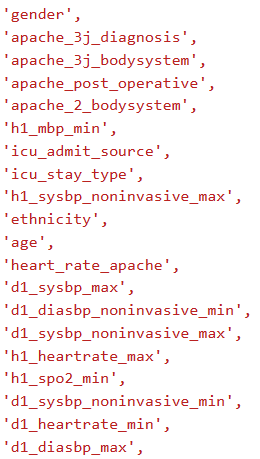 'gender',
'apache_3j_diagnosis',
'apache_3j_bodysystem',
'apache_post_operative',
'apache_2_bodysystem',
'h1_mbp_min',
'icu_admit_source',
'icu_stay_type',
'h1_sysbp_noninvasive_max',
'ethnicity',
'age',
'heart_rate_apache',
'd1_sysbp_max',
'd1_diasbp_noninvasive_min',
'd1_sysbp_noninvasive_max',
'h1_heartrate_max',
'h1_spo2_min',
'd1_sysbp_noninvasive_min',
'd1_heartrate_min',
'd1_diasbp_max',